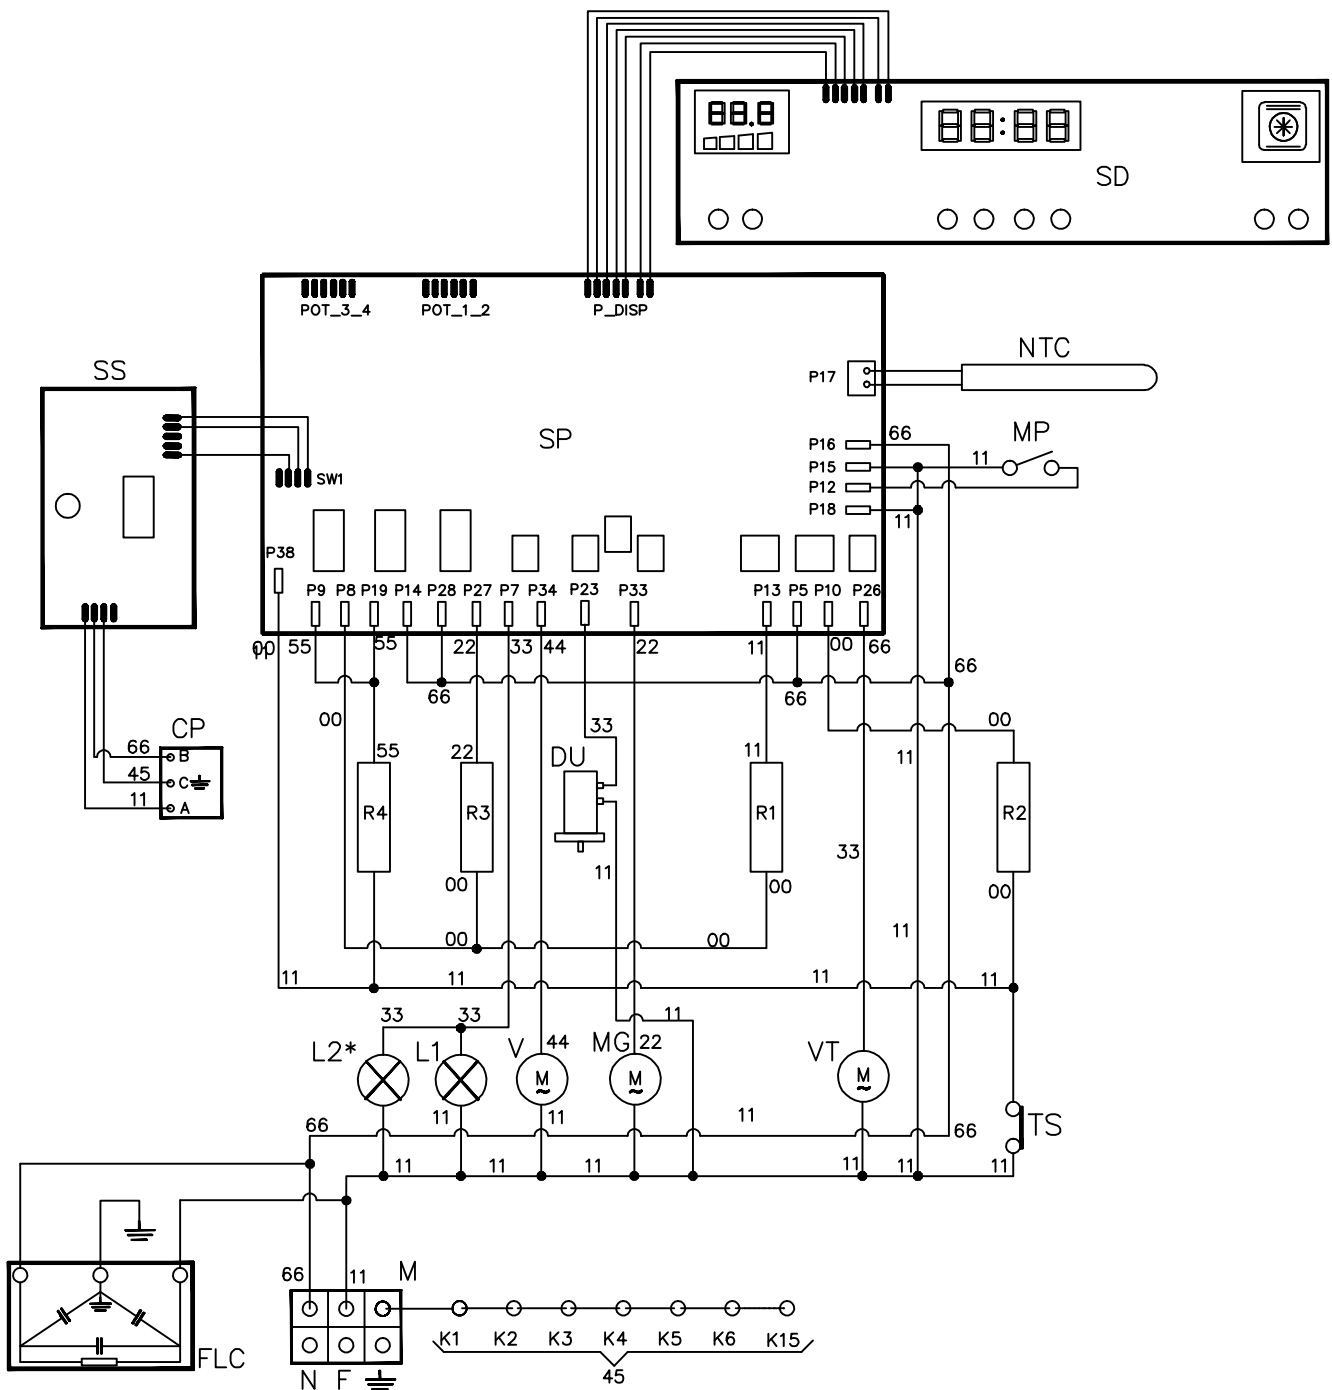 88.8
88:88
SD
POT_3_4
POT_1_2
P_DISP
SS
P17
NTC
SP
P16
66
MP
P15
11
SW1
P12
P18
11
P38
P9
P8
P19
P14
P28
P27
P7
P34
P23
P33
P13
P5
P10
P26
00
11
55
55
22
33
44
22
11
00
66
66
66
66
00
33
00
CP
66
B
45
C
11
A
55
22
DU
11
11
R4
R3
R1
R2
33
11
00
00
00
00
00
11
11
11
11
11
33
33
11
L2*
L1
V
44
MG
22
VT
M
~
M
~
M
~
11
11
11
66
66
TS
11
11
11
11
11
11
66
11
M
FLC
K1
K2
K3
K4
K5
K6
K15
N
F
45